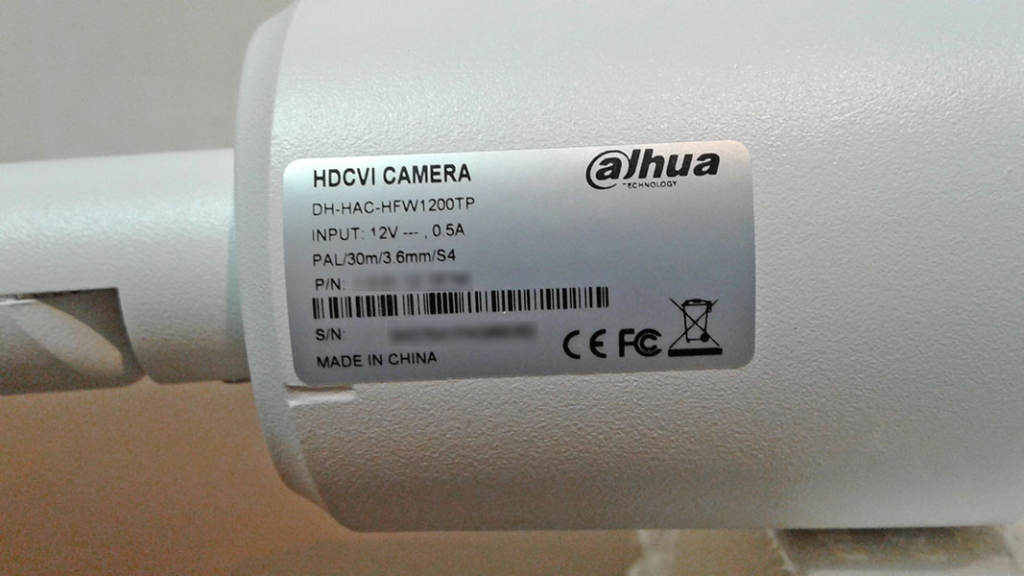 HDCVI CAMERA
alhua
TECHNOLOGY
DH-HAC-HFW1200TP
INPUT: 12V ---, 0.5A
PAL/30m/3.6mm/S4
P/N:
S/N:
MADE IN CHINA
CE FC